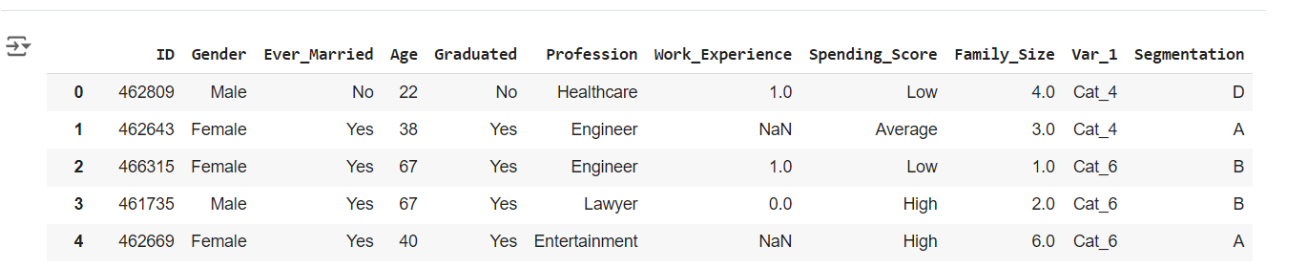 ID Gender Ever_Married Age Graduated Profession Work_Experience Spending_Score Family_Size Var_1 Segmentation
0 462809 Male No 22 No Healthcare 1.0 Low 4.0 Cat_4 D
1 462643 Female Yes 38 Yes Engineer NaN Average 3.0 Cat_4 A
2 466315 Female Yes 67 Yes Engineer 1.0 Low 1.0 Cat_6 B
3 461735 Male Yes 67 Yes Lawyer 0.0 High 2.0 Cat_6 B
4 462669 Female Yes 40 Yes Entertainment NaN High 6.0 Cat_6 A